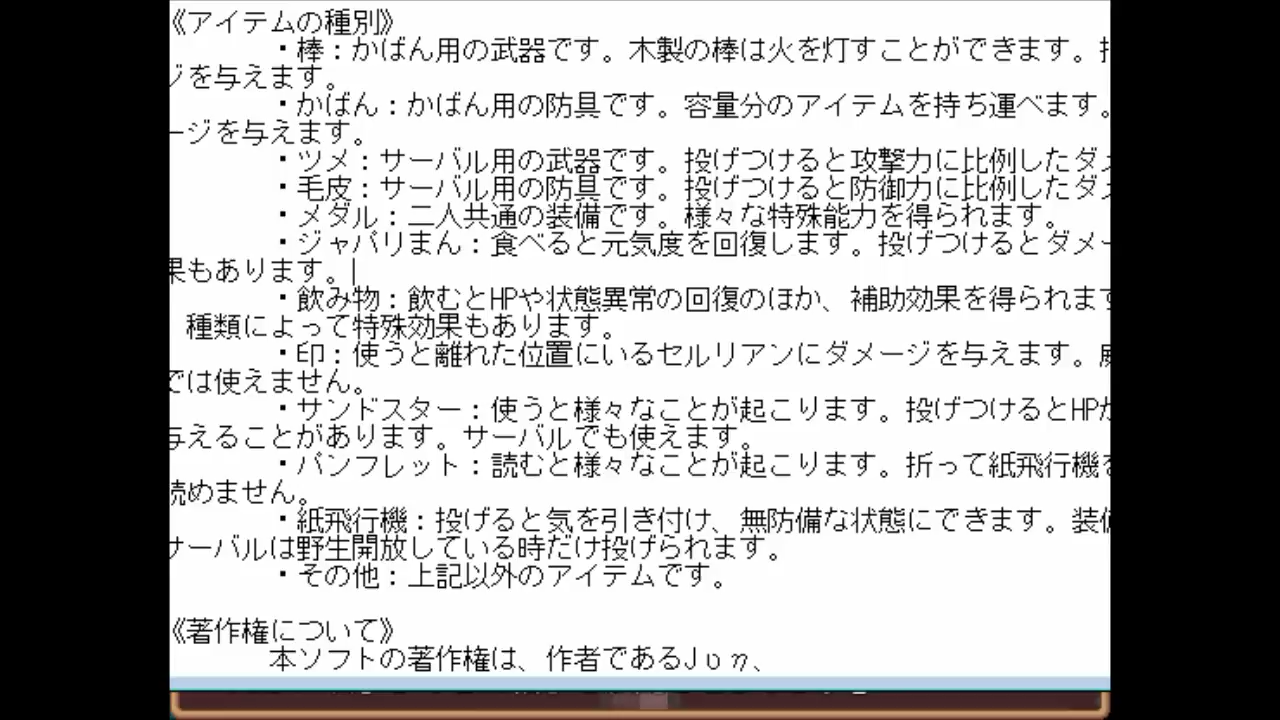 《アイテムの種別》
・棒：かばん用の武器です。木製の棒は火を灯すことができます。
ジを与えます。
・かばん：かばん用の防具です。容量分のアイテムを持ち運べます。
ージを与えます。
・ツメ：サーバル用の武器です。投げつけると攻撃力に比例したダメ
・毛皮：サーバル用の防具です。投げつけると防御力に比例したダメ
・メダル：二人共通の装備です。様々な特殊能力を得られます。
・ジャパリまん：食べると元気度を回復します。投げつけるとダメー
果もあります。
・飲み物：飲むとHPや状態異常の回復のほか、補助効果を得られます
種類によって特殊効果もあります。
・印：使うと離れた位置にいるセルリアンにダメージを与えます。
では使えません。
・サンドスター：使うと様々なことが起こります。投げつけるとHPが
与えることがあります。サーバルでも使えます。
・パンフレット：読むと様々なことが起こります。折って紙飛行機を
読めません。
・紙飛行機：投げると気を引き付け、無防備な状態にできます。装備
サーバルは野生開放している時だけ投げられます。
・その他：上記以外のアイテムです。
《著作権について》
本ソフトの著作権は、作者であるJυη、